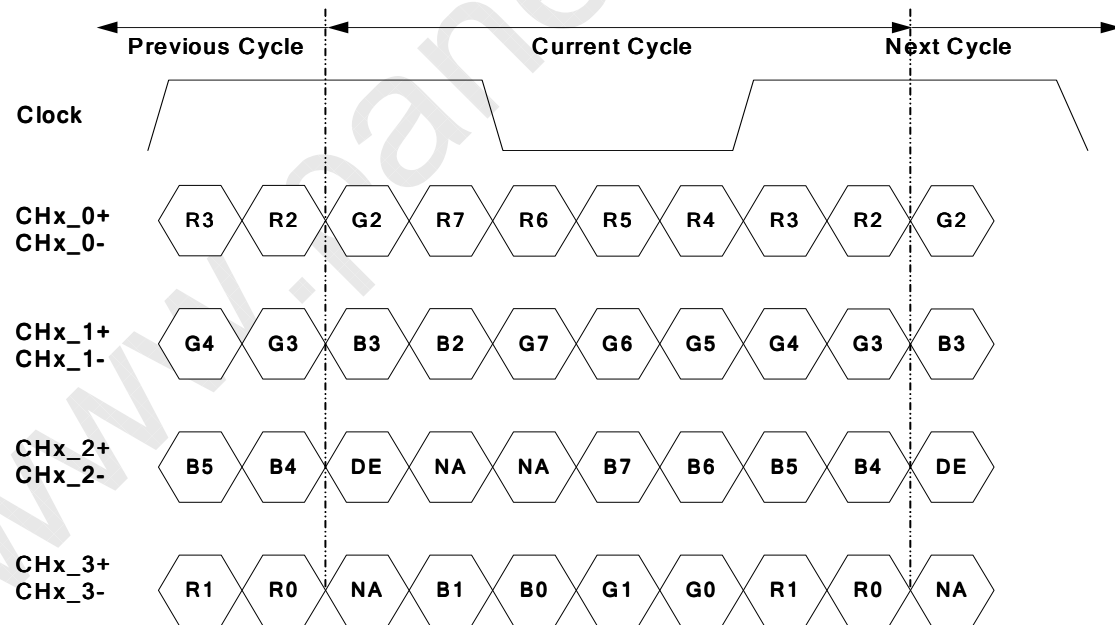 Previous Cycle Current Cycle Next Cycle
Clock
CHx_0+
CHx_0-
R3 R2 G2 R7 R6 R5 R4 R3 R2 G2
CHx_1+
CHx_1-
G4 G3 B3 B2 G7 G6 G5 G4 G3 B3
CHx_2+
CHx_2-
B5 B4 DE NA NA B7 B6 B5 B4 DE
CHx_3+
CHx_3-
R1 R0 NA B1 B0 G1 G0 R1 R0 NA
www.pane